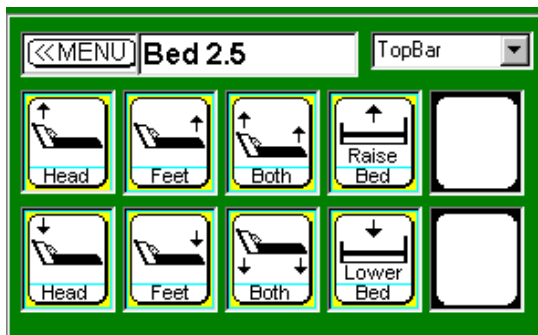 ≪MENU Bed 2.5 TopBar
Head Feet Both Raise Bed
Head Feet Both Lower Bed